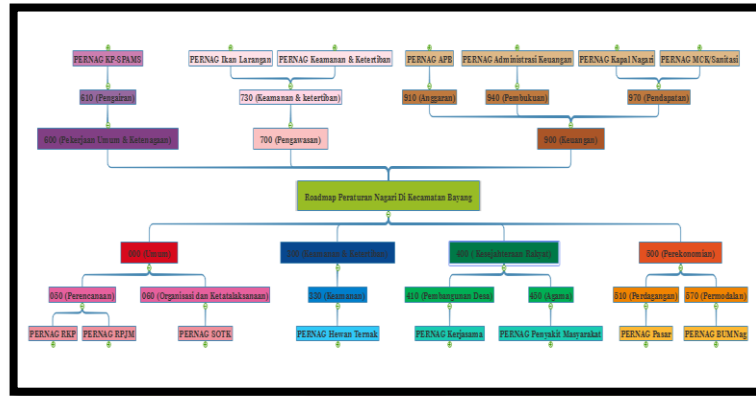 PERNAG KP-SPAMS
PERNAG Ikan Larangan
PERNAG Keamanan & Ketertiban
PERNAG APB
PERNAG Administrasi Keuangan
PERNAG Kapal Nagari
PERNAG MCK/Sanitasi
610 (Pengairan)
730 (Keamanan & ketertiban)
910 (Anggaran)
940 (Pembukuan)
970 (Pendapatan)
600 (Pekerjaan Umum & Ketenagaan)
700 (Pengawasan)
900 (Keuangan)
Roadmap Peraturan Nagari Di Kecamatan Bayang
000 (Umum)
300 (Keamanan & Ketertiban)
400 ( Kesejahteraan Rakyat)
500 (Perekonomian)
050 (Perencanaan)
060 (Organisasi dan Ketatalaksanaan)
330 (Keamanan)
410 (Pembangunan Desa)
450 (Agama)
510 (Perdagangan)
570 (Permodalan)
PERNAG RKP
PERNAG RPJM
PERNAG SOTK
PERNAG Hewan Ternak
PERNAG Kerjasama
PERNAG Penyakit Masyarakat
PERNAG Pasar
PERNAG BUMNag